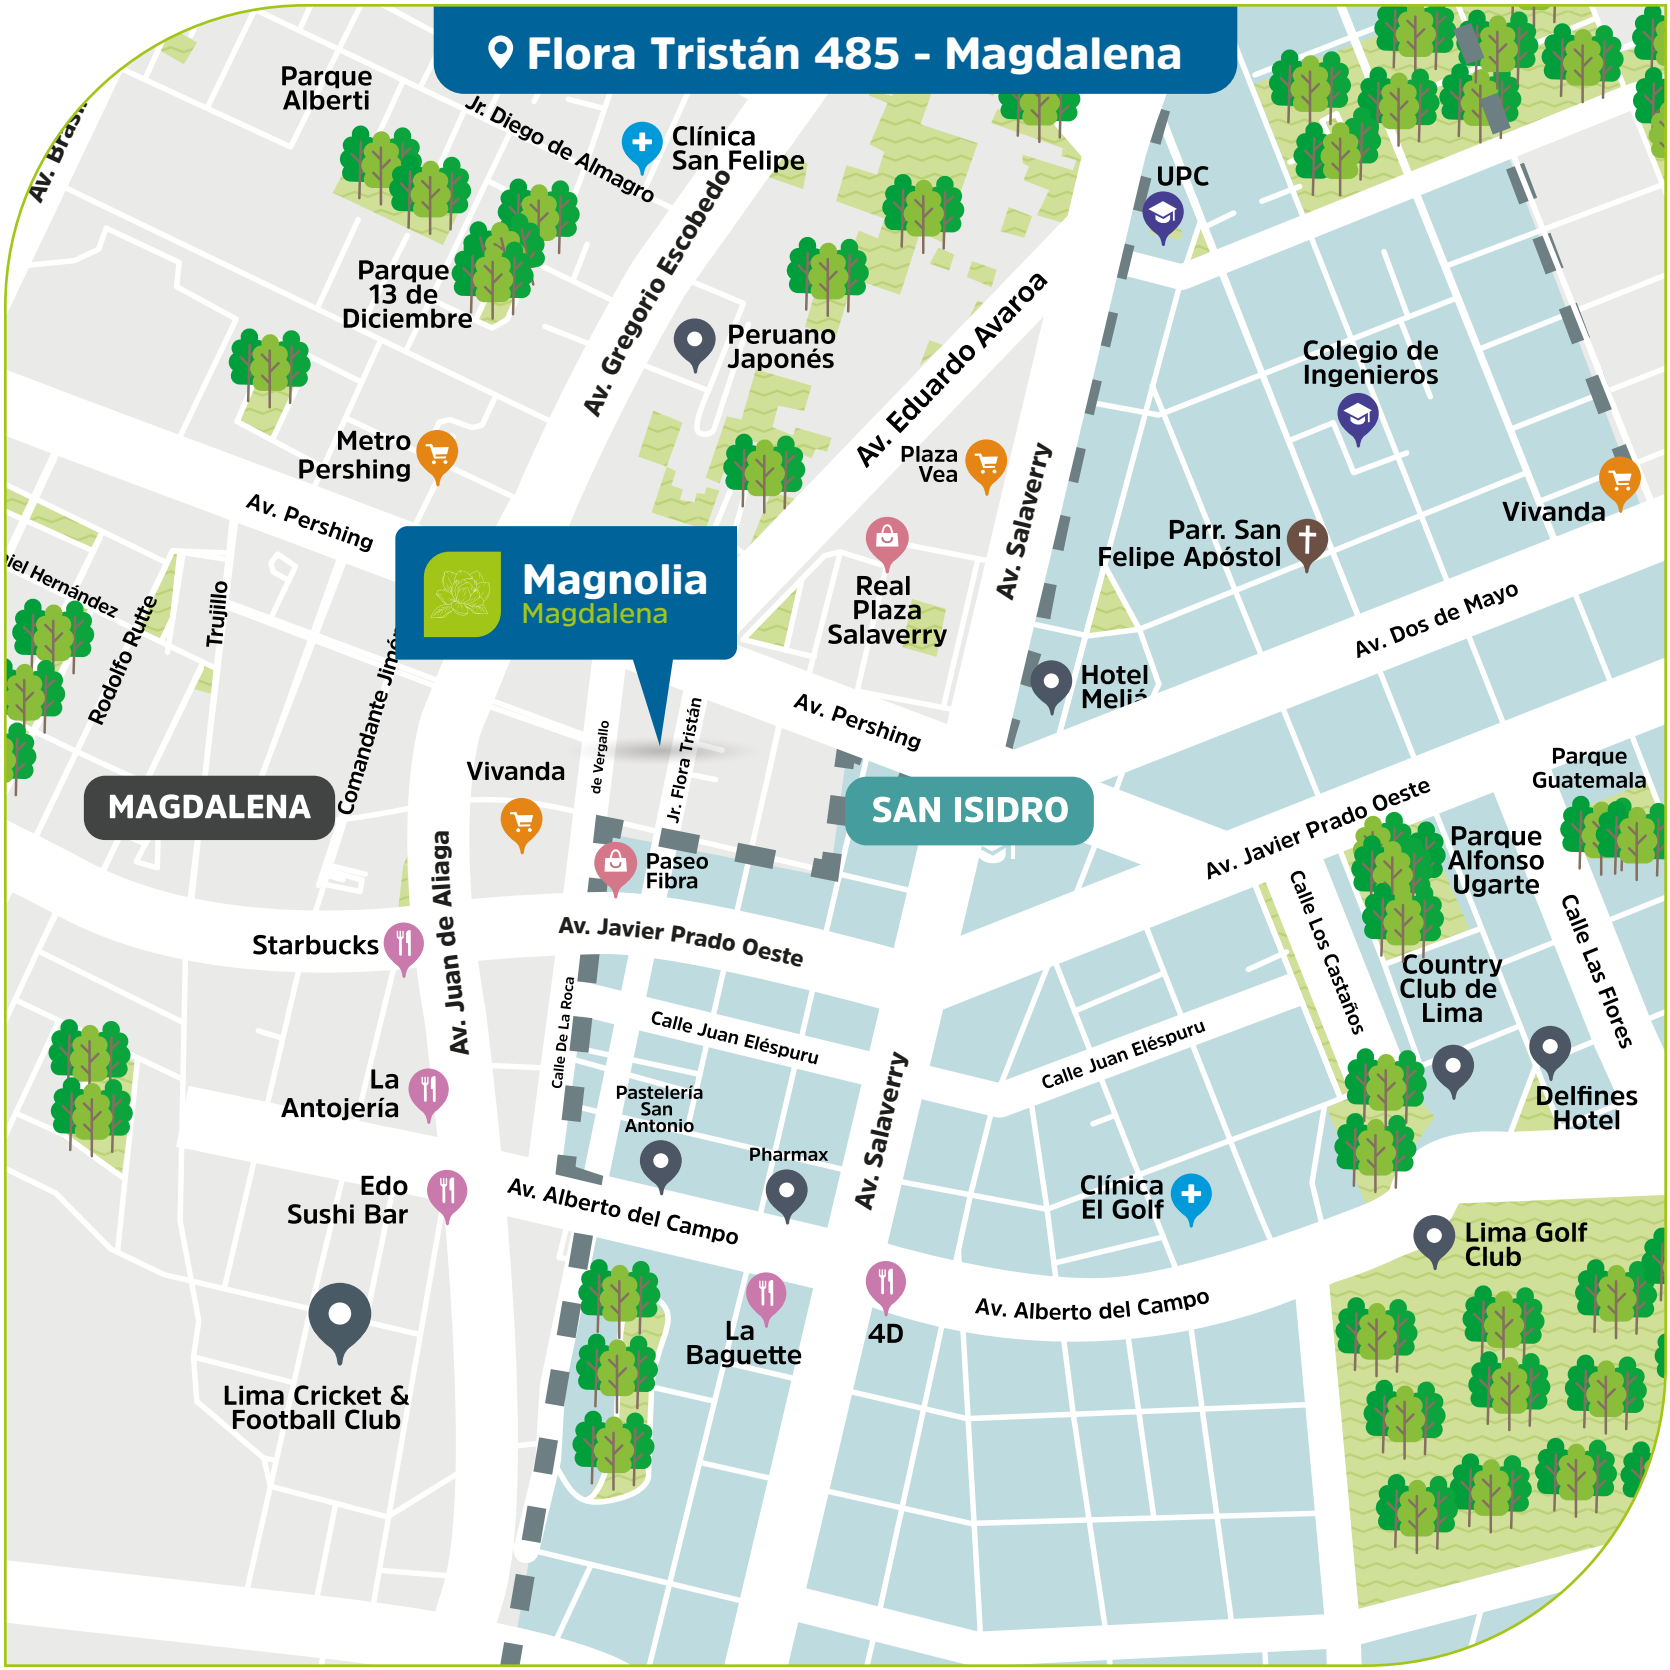 Flora Tristán 485 - Magdalena
Parque
Alberti
Jr. Diego de Almagro
Clínica
San Felipe
Av. Brasil
UPC
Parque
13 de
Diciembre
Av. Gregorio Escobedo
Peruano
Japonés
Av. Eduardo Avaroa
Colegio de
Ingenieros
Metro
Pershing
Plaza
Vea
Av. Salaverry
Vivanda
Av. Pershing
Parr. San
Felipe Apóstol
Hernández
Rodolfo Rutte
Trujillo
Magnolia
Magdalena
Real
Plaza
Salaverry
Av. Dos de Mayo
Comandante
Hotel
Meliá
Av. Pershing
de Vergallo
Jr. Flora Tristán
Vivanda
MAGDALENA
SAN ISIDRO
Parque
Guatemala
Av. Javier Prado Oeste
Parque
Alfonso
Ugarte
Paseo
Fibra
Av. Juan de Aliaga
Starbucks
Av. Javier Prado Oeste
Calle Los Castaños
Calle Las Flores
Country
Club de
Lima
Calle De La Roca
Calle Juan Eléspuru
Calle Juan Eléspuru
La
Antojería
Pastelería
San
Antonio
Av. Salaverry
Delfines
Hotel
Pharmax
Edo
Sushi Bar
Av. Alberto del Campo
Clínica
El Golf
Lima Golf
Club
La
Baguette
4D
Av. Alberto del Campo
Lima Cricket &
Football Club